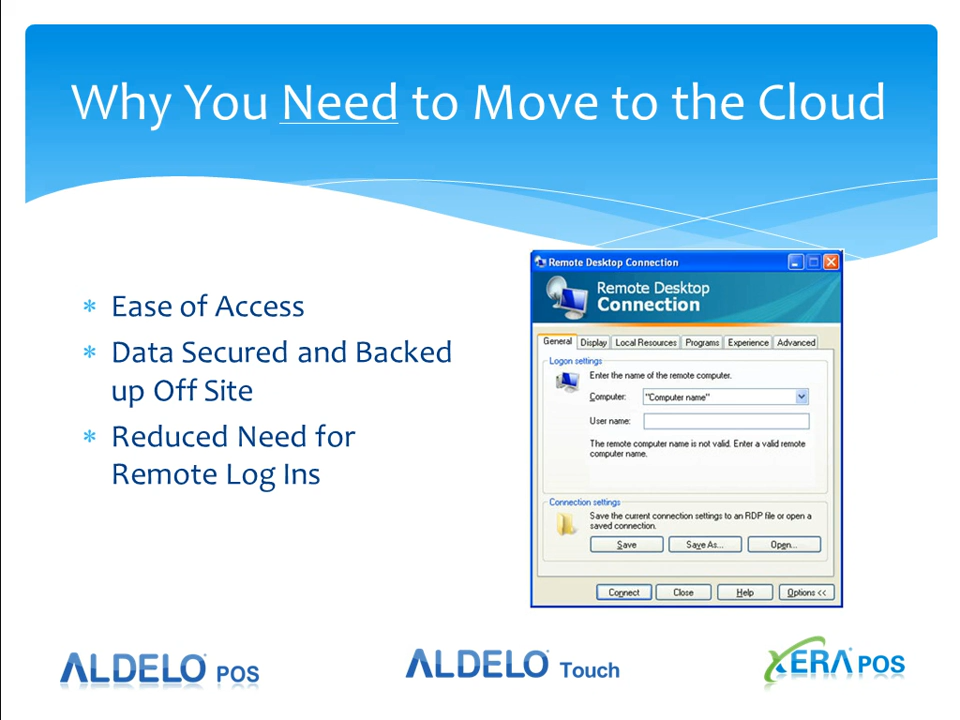 Why You Need to Move to the Cloud
Ease of Access
Data Secured and Backed
up Off Site
Reduced Need for
Remote Log Ins
Remote Desktop Connection
Remote Desktop
Connection
General Display Local Resources Programs Experience Advanced
Logon settings
Enter the name of the remote computer.
Computer: "Computer name"
User name:
The remote computer name is not valid. Enter a valid remote
computer name.
Connection settings
Save the current connection settings to an RDP file or open a
saved connection.
Save Save As... Open...
Connect Close Help Options <<
ALDELO POS
ALDELO Touch
XERA POS